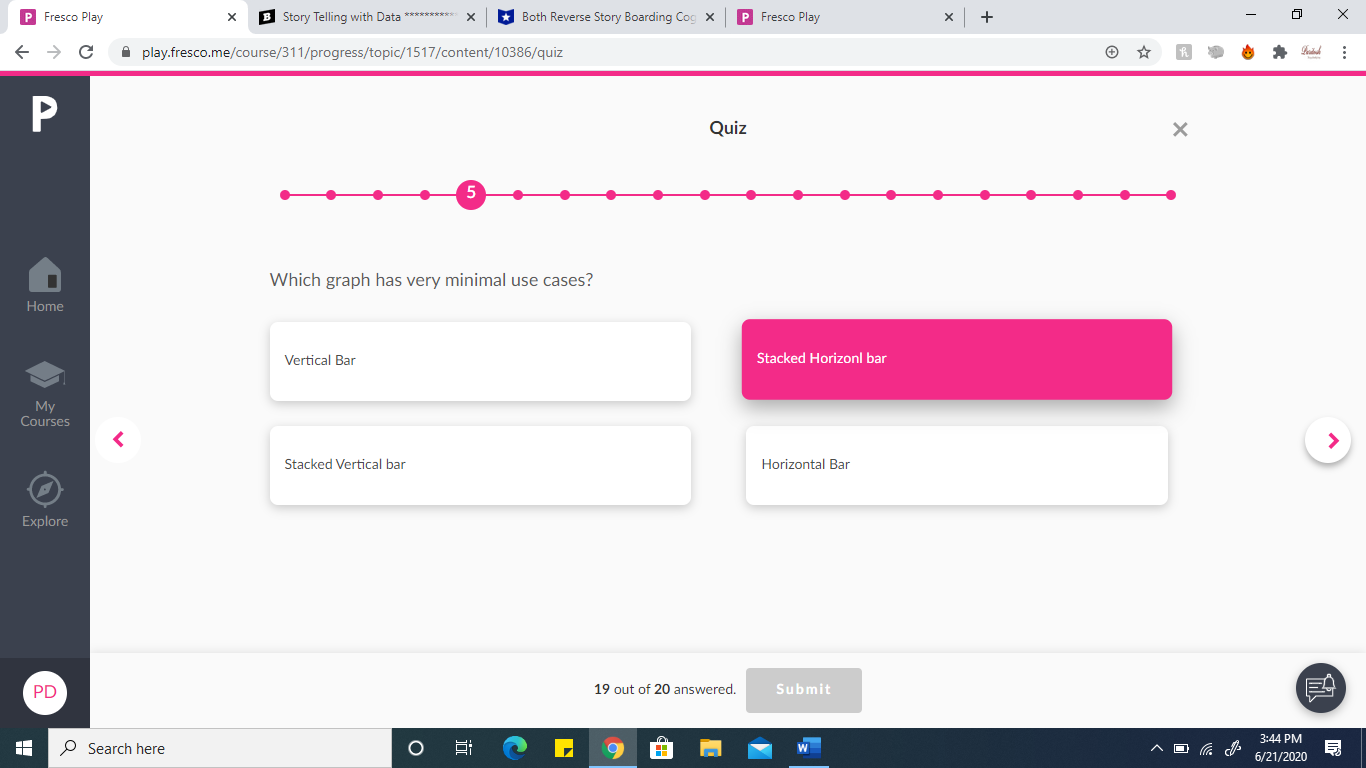 Fresco Play
Story Telling with Data
Both Reverse Story Boarding Cog
Fresco Play
play.fresco.me/course/311/progress/topic/1517/content/10386/quiz
P
Quiz
5
Which graph has very minimal use cases?
Vertical Bar
Stacked Horizonl bar
Stacked Vertical bar
Horizontal Bar
Home
My
Courses
Explore
PD
19 out of 20 answered.
Submit
Search here
3:44 PM
6/21/2020